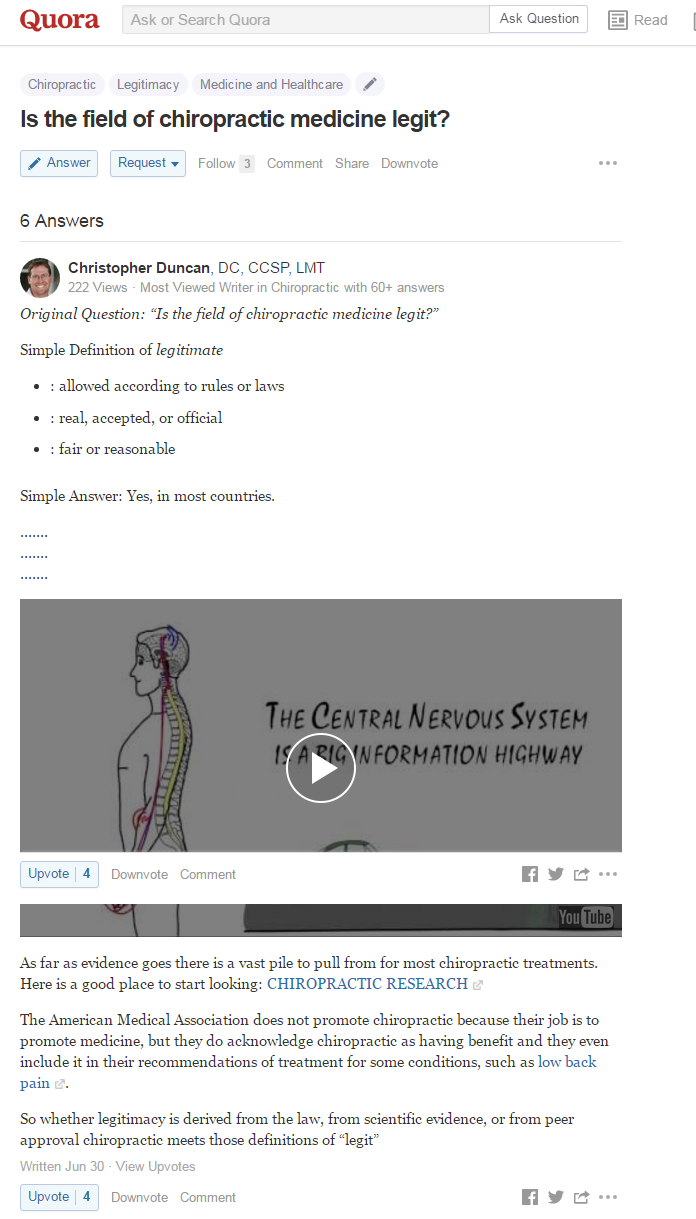 Quora
Ask or Search Quora
Ask Question
Read
Chiropractic
Legitimacy
Medicine and Healthcare
Is the field of chiropractic medicine legit?
Answer
Request
Follow 3
Comment
Share
Downvote
6 Answers
Christopher Duncan, DC, CCSP, LMT
222 Views · Most Viewed Writer in Chiropractic with 60+ answers
Original Question: “Is the field of chiropractic medicine legit?”
Simple Definition of legitimate
• : allowed according to rules or laws
• : real, accepted, or official
• : fair or reasonable
Simple Answer: Yes, in most countries.
.......
.......
.......
THE CENTRAL NERVOUS SYSTEM
IS A BIG INFORMATION HIGHWAY
Upvote 4
Downvote
Comment
YouTube
As far as evidence goes there is a vast pile to pull from for most chiropractic treatments.
Here is a good place to start looking: CHIROPRACTIC RESEARCH
The American Medical Association does not promote chiropractic because their job is to
promote medicine, but they do acknowledge chiropractic as having benefit and they even
include it in their recommendations of treatment for some conditions, such as low back
pain.
So whether legitimacy is derived from the law, from scientific evidence, or from peer
approval chiropractic meets those definitions of “legit”
Written Jun 30 · View Upvotes
Upvote 4
Downvote
Comment